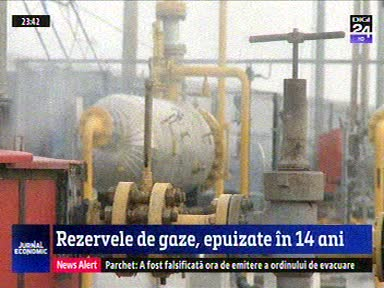 23:42
DIGI
24
HD
JURNAL
ECONOMIC
Rezervele de gaze, epuizate în 14 ani
News Alert
Parchet: A fost falsificată ora de emitere a ordinului de evacuare